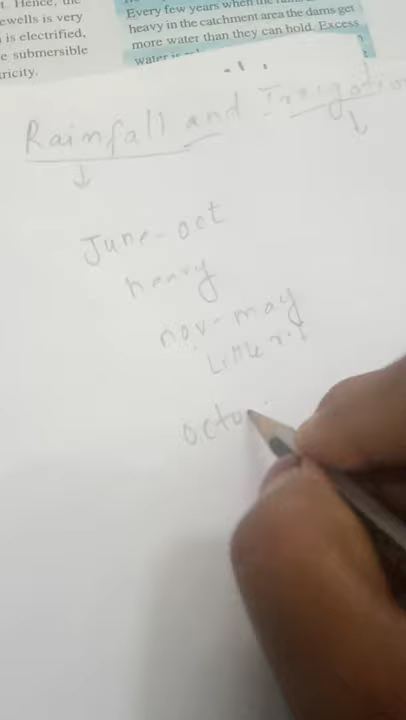 t. Hence, the
ewells is very
is electrified,
e submersible
tricity.
Every few years when the
heavy in the catchment area the dams get
more water than they can hold. Excess
water
Rainfall and Irrigation
June - oct
heavy
nov - may
Little r.f
octo